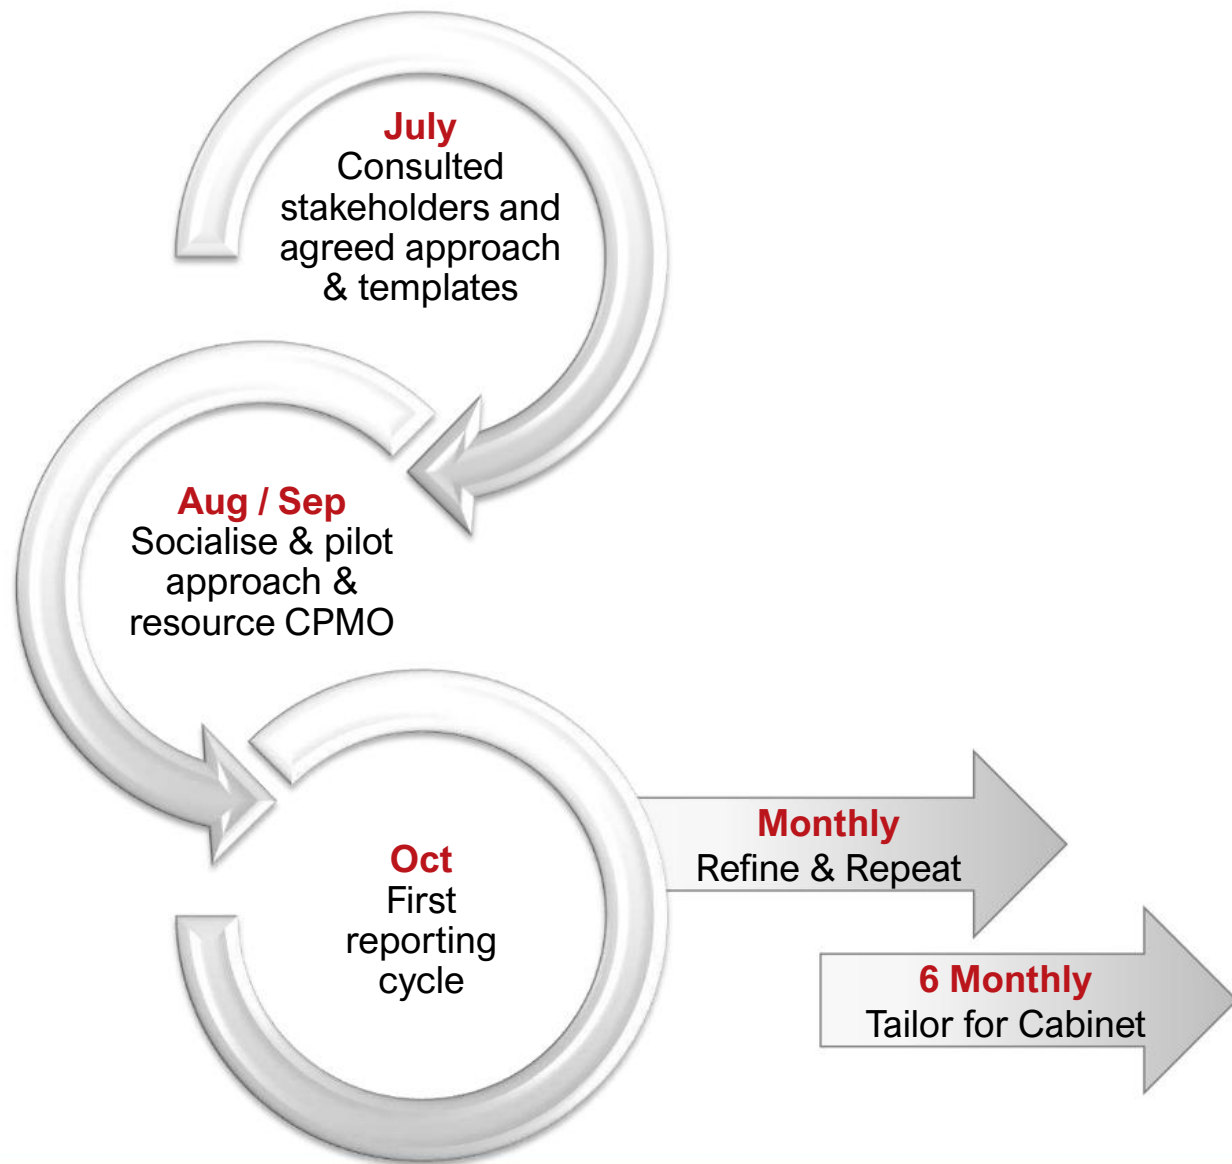 July
Consulted
stakeholders and
agreed approach
& templates
Aug / Sep
Socialise & pilot
approach &
resource CPMO
Oct
First
reporting
cycle
Monthly
Refine & Repeat
6 Monthly
Tailor for Cabinet